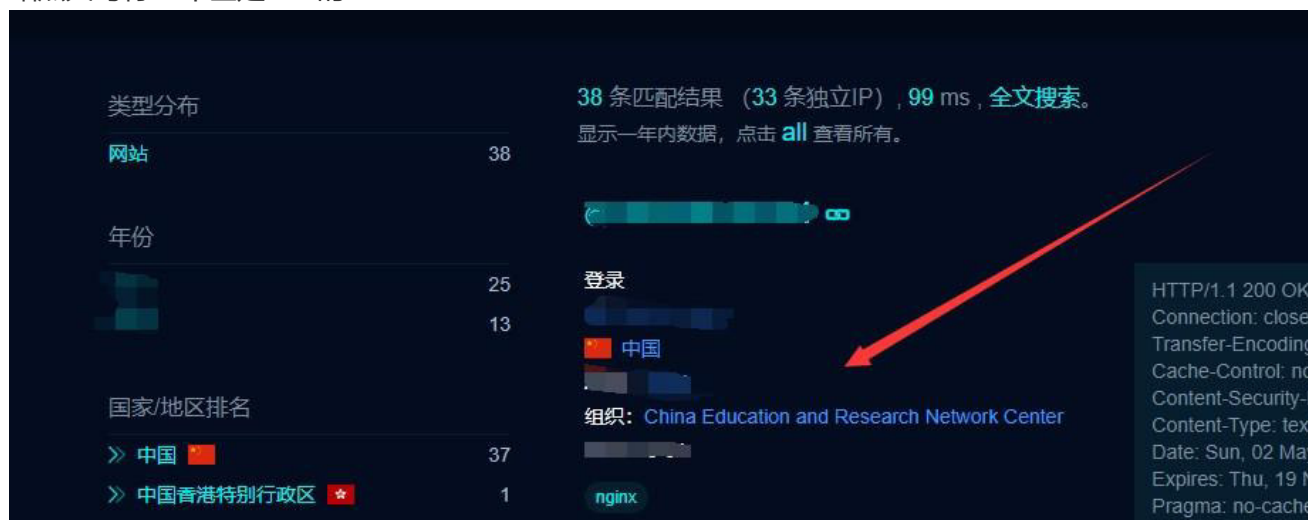 类型分布
网站 38
年份
25
13
国家/地区排名
中国 37
中国香港特别行政区 1
38 条匹配结果 （33 条独立IP）, 99 ms , 全文搜索。
显示一年内数据，点击 all 查看所有。
登录
中国
组织： China Education and Research Network Center
nginx
HTTP/1.1 200 OK
Connection: close
Transfer-Encoding
Cache-Control: no
Content-Security-
Content-Type: tex
Date: Sun, 02 Ma
Expires: Thu, 19 N
Pragma: no-cache